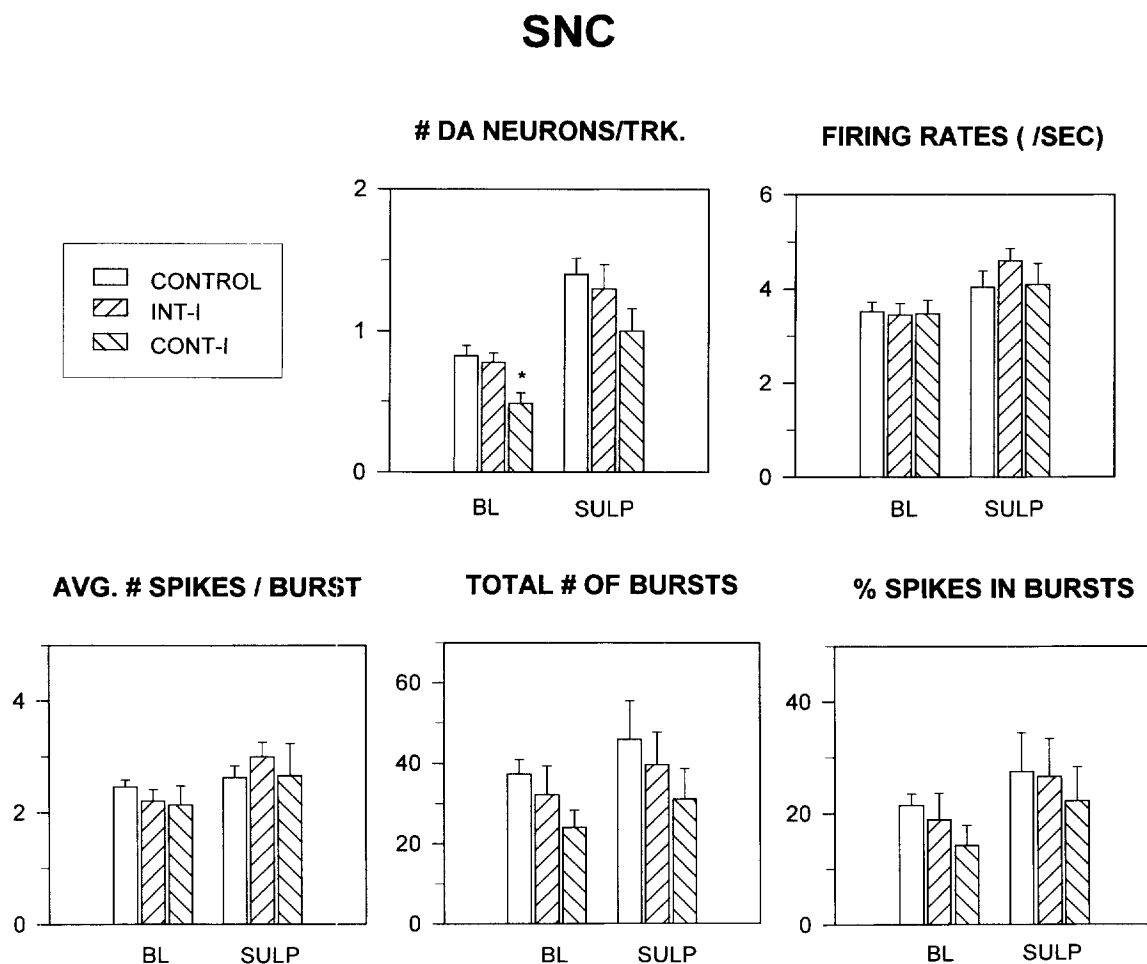 SNC
# DA NEURONS/TRK.
FIRING RATES ( /SEC)
CONTROL
INT-I
CONT-I
2
1
0
*
BL SULP
6
4
2
0
BL SULP
AVG. # SPIKES / BURST
TOTAL # OF BURSTS
% SPIKES IN BURSTS
4
2
0
BL SULP
60
40
20
0
BL SULP
40
20
0
BL SULP